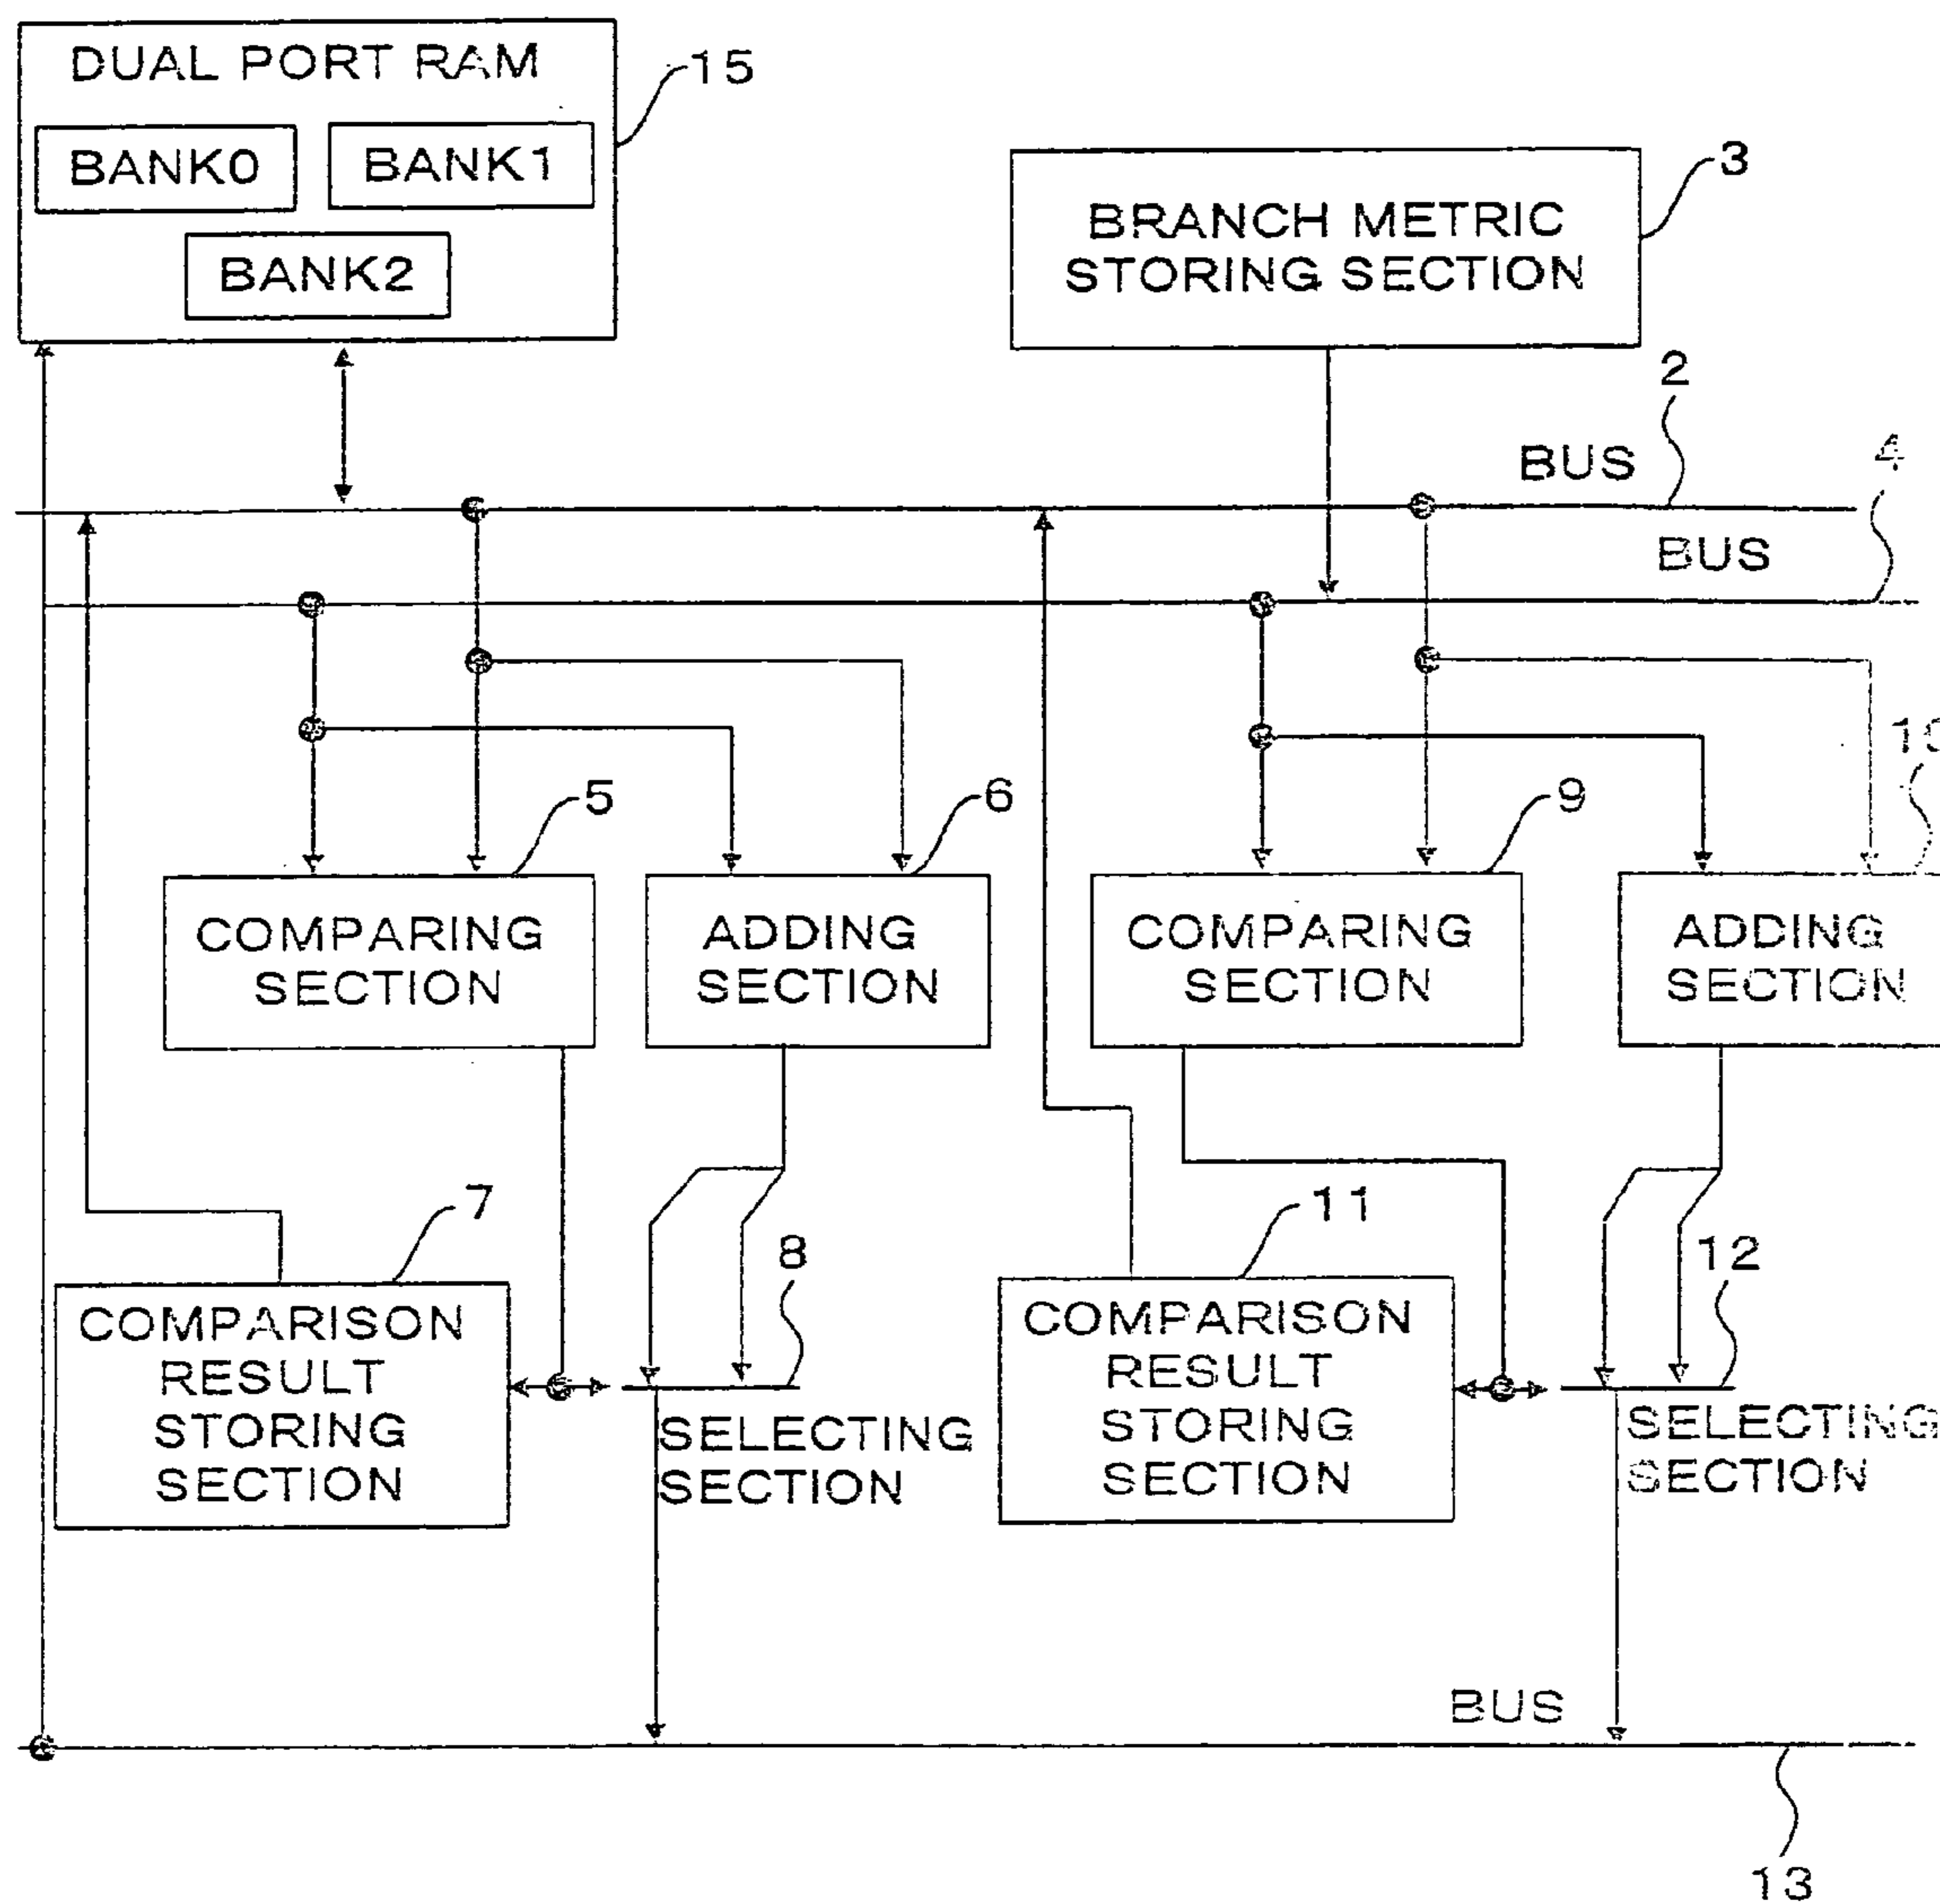 DUAL PORT RAM
15
BANK0
BANK1
BANK2
3
BRANCH METRIC
STORING SECTION
2
BUS
4
BUS
5
6
9
COMPARING
SECTION
ADDING
SECTION
COMPARING
SECTION
ADDING
SECTION
7
8
11
12
COMPARISON
RESULT
STORING
SECTION
SELECTING
SECTION
COMPARISON
RESULT
STORING
SECTION
SELECTING
SECTION
BUS
13